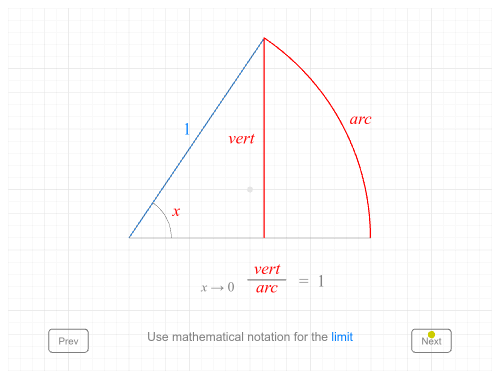 1
vert
arc
x
x → 0 vert/arc = 1
Prev
Use mathematical notation for the limit
Next